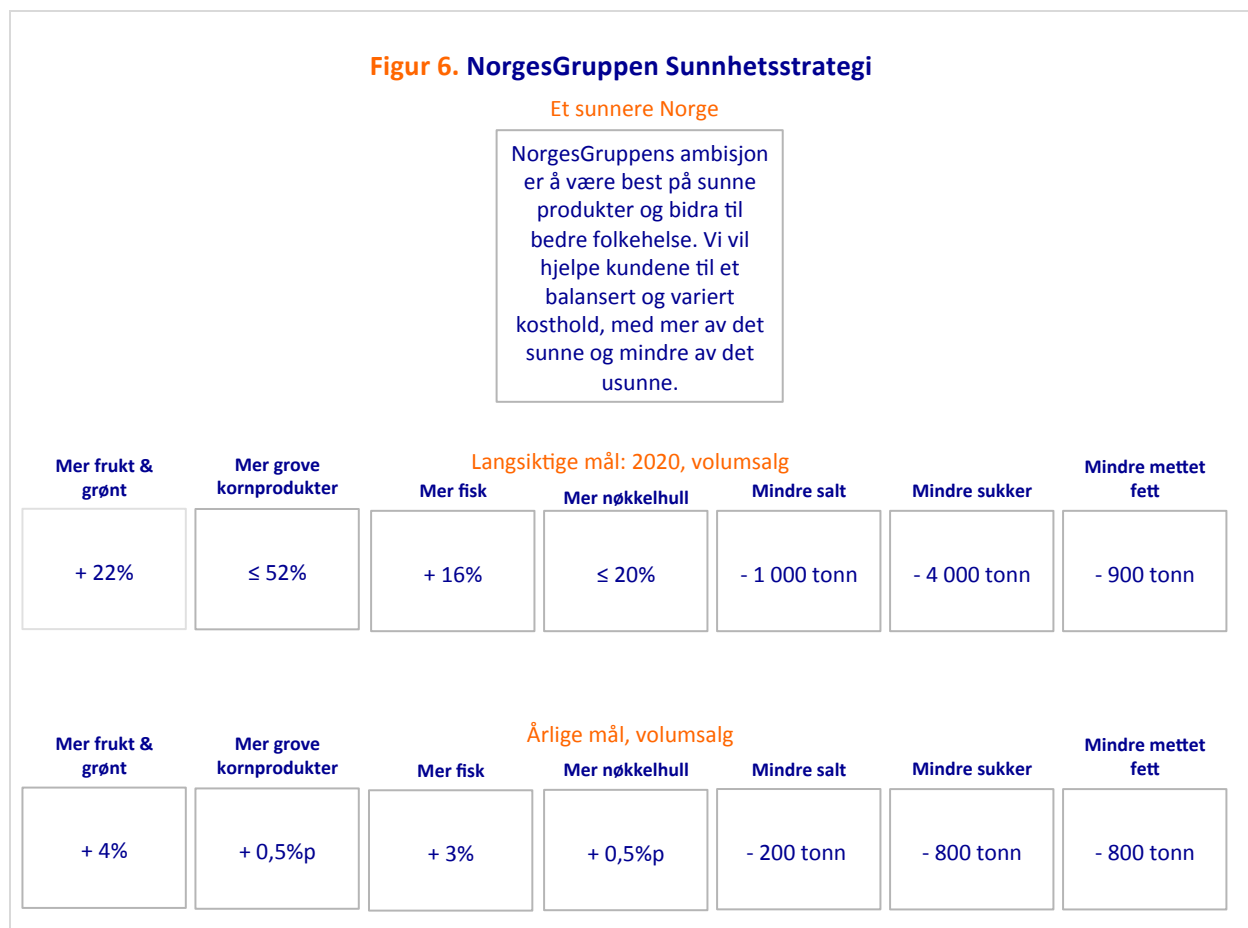 Figur 6. NorgesGruppen Sunnhetsstrategi
Et sunnere Norge
NorgesGruppens ambisjon
er å være best på sunne
produkter og bidra til
bedre folkehelse. Vi vil
hjelpe kundene til et
balansert og variert
kosthold, med mer av det
sunne og mindre av det
usunne.
Langsiktige mål: 2020, volumsalg
Mer frukt &
grønt
Mer grove
kornprodukter
Mer fisk
Mer nøkkelhull
Mindre salt
Mindre sukker
Mindre mettet
fett
+ 22%
≤ 52%
+ 16%
≤ 20%
- 1 000 tonn
- 4 000 tonn
- 900 tonn
Årlige mål, volumsalg
Mer frukt &
grønt
Mer grove
kornprodukter
Mer fisk
Mer nøkkelhull
Mindre salt
Mindre sukker
Mindre mettet
fett
+ 4%
+ 0,5%p
+ 3%
+ 0,5%p
- 200 tonn
- 800 tonn
- 800 tonn